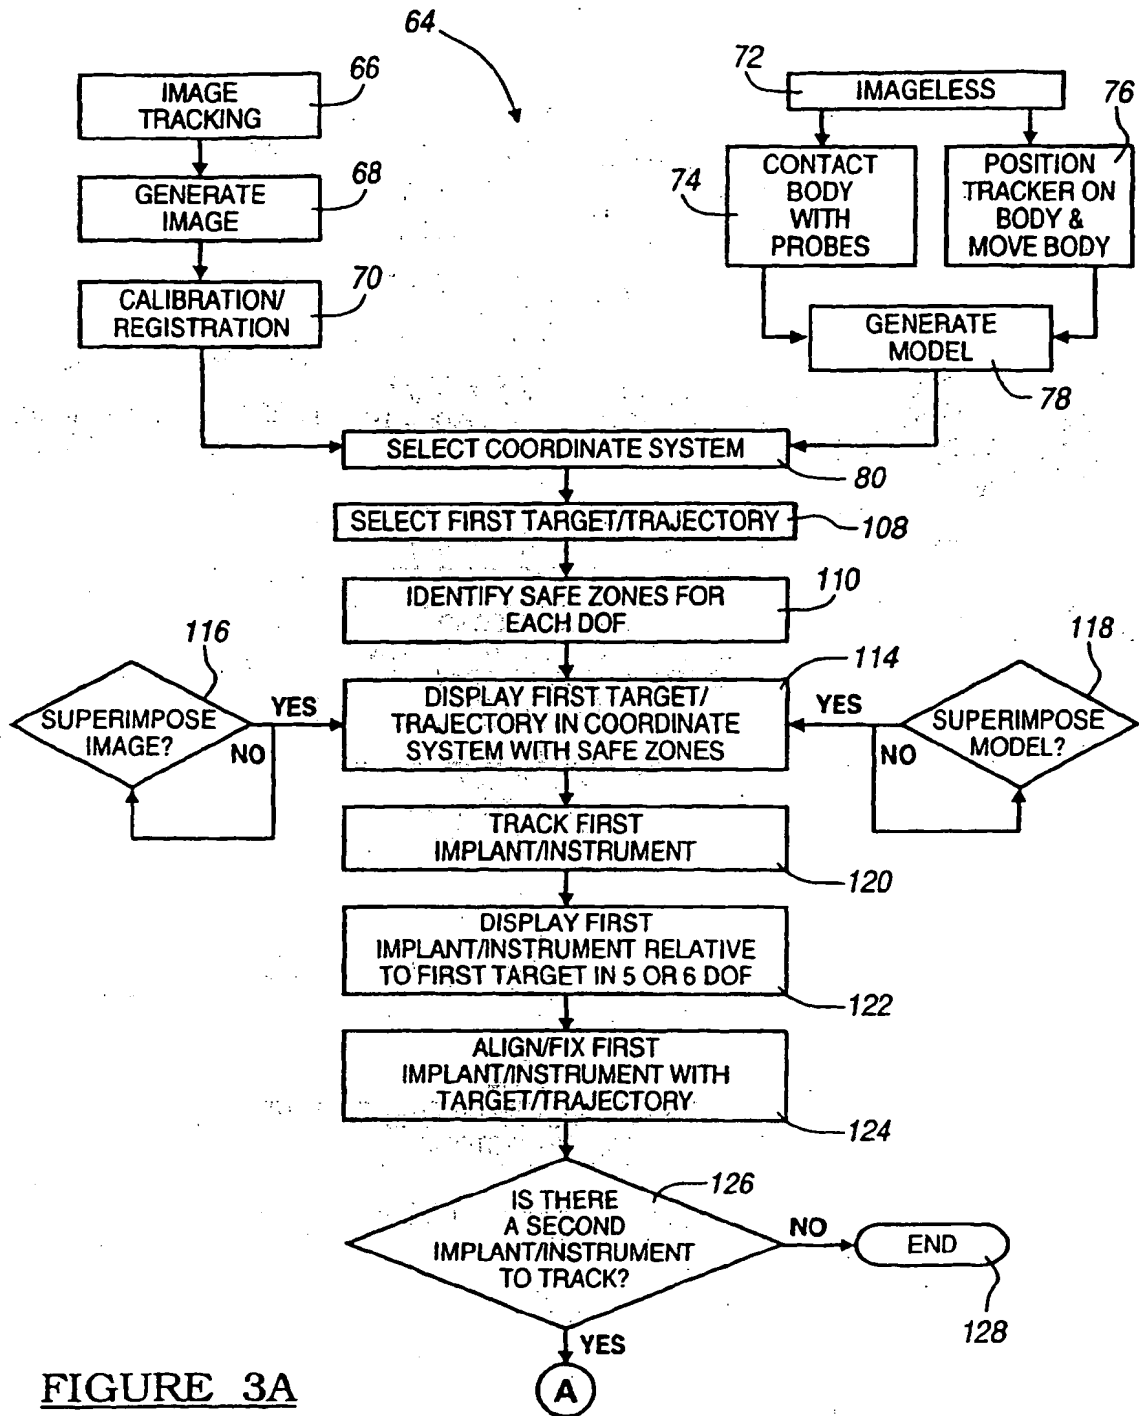 64
IMAGE
TRACKING
66
GENERATE
IMAGE
68
CALIBRATION/
REGISTRATION
70
72
IMAGELESS
76
74
CONTACT
BODY
WITH
PROBES
POSITION
TRACKER ON
BODY &
MOVE BODY
GENERATE
MODEL
78
SELECT COORDINATE SYSTEM
80
SELECT FIRST TARGET/TRAJECTORY
108
IDENTIFY SAFE ZONES FOR
EACH DOF
110
116
SUPERIMPOSE
IMAGE?
YES
NO
DISPLAY FIRST TARGET/
TRAJECTORY IN COORDINATE
SYSTEM WITH SAFE ZONES
114
118
YES
NO
SUPERIMPOSE
MODEL?
TRACK FIRST
IMPLANT/INSTRUMENT
120
DISPLAY FIRST
IMPLANT/INSTRUMENT RELATIVE
TO FIRST TARGET IN 5 OR 6 DOF
122
ALIGN/FIX FIRST
IMPLANT/INSTRUMENT WITH
TARGET/TRAJECTORY
124
IS THERE
A SECOND
IMPLANT/INSTRUMENT
TO TRACK?
126
NO
END
128
YES
A
FIGURE 3A